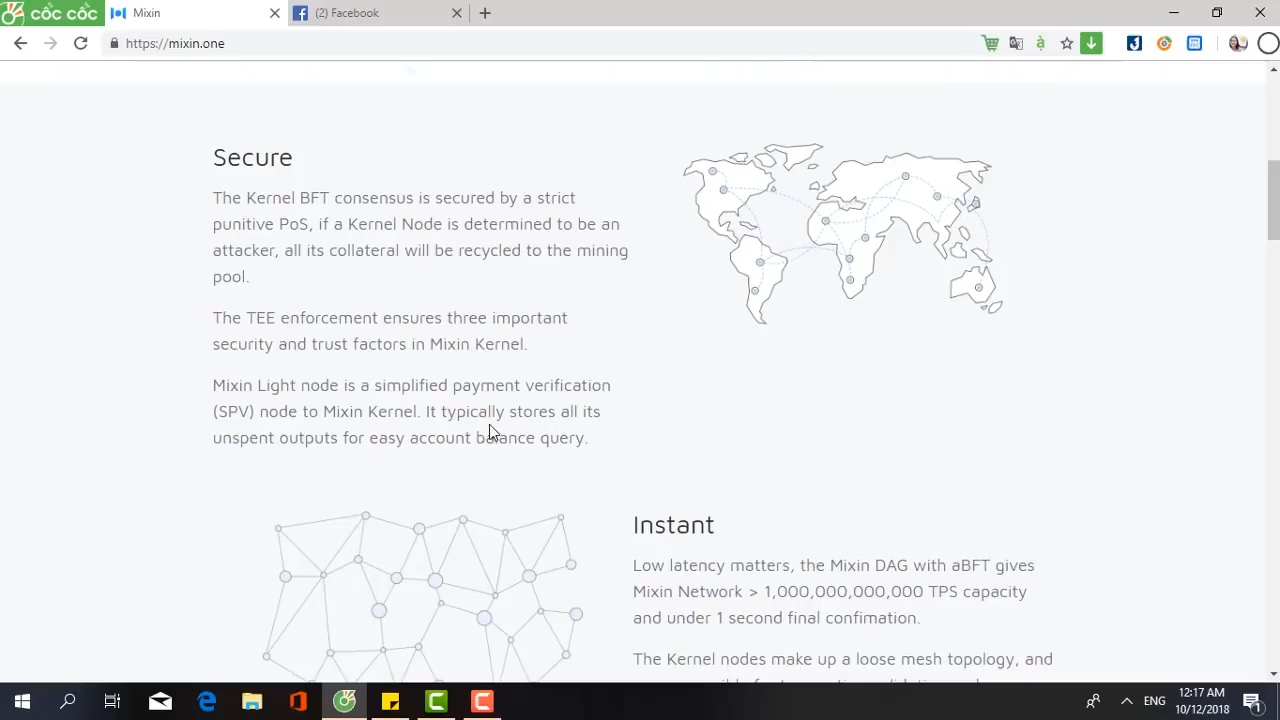 cốc cốc
Mixin
(2) Facebook
https://mixin.one
Secure
The Kernel BFT consensus is secured by a strict
punitive PoS, if a Kernel Node is determined to be an
attacker, all its collateral will be recycled to the mining
pool.
The TEE enforcement ensures three important
security and trust factors in Mixin Kernel.
Mixin Light node is a simplified payment verification
(SPV) node to Mixin Kernel. It typically stores all its
unspent outputs for easy account balance query.
Instant
Low latency matters, the Mixin DAG with aBFT gives
Mixin Network > 1,000,000,000,000 TPS capacity
and under 1 second final confimation.
The Kernel nodes make up a loose mesh topology, and
ENG
12:17 AM
10/12/2018
1